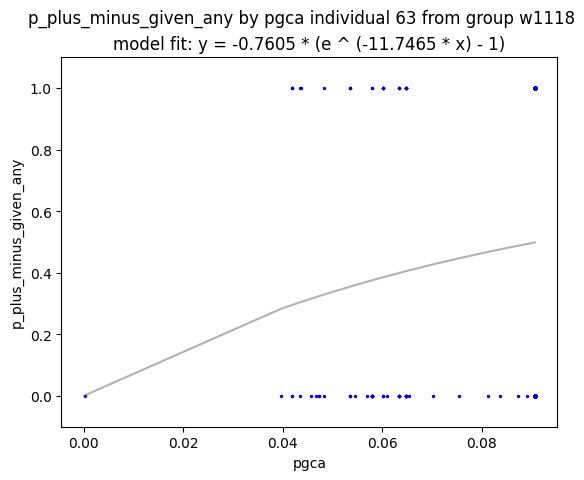 p_plus_minus_given_any by pgca individual 63 from group w1118
model fit: y = -0.7605 * (e ^ (-11.7465 * x) - 1)
1.0
0.8
0.6
0.4
0.2
0.0
p_plus_minus_given_any
0.00 0.02 0.04 0.06 0.08
pgca